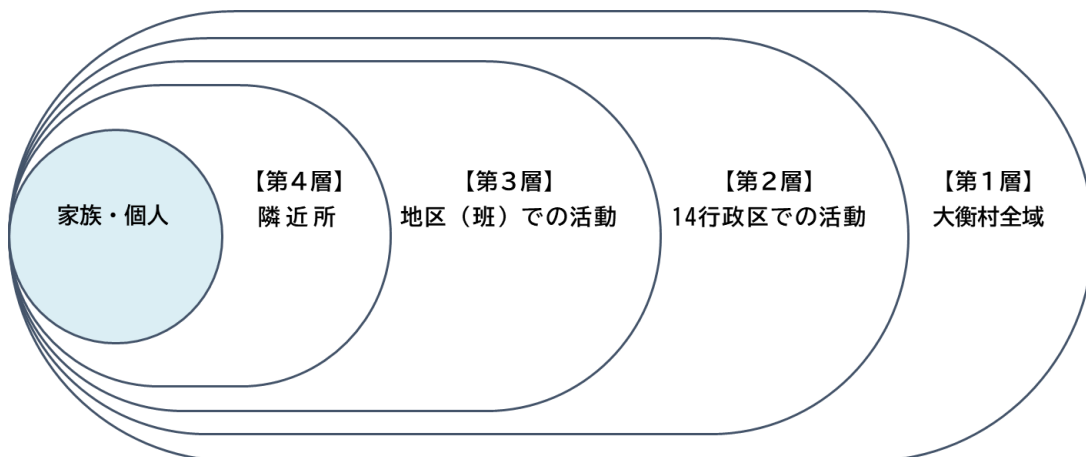 家族・個人
【第４層】
隣 近 所
【第３層】
地区（班）での活動
【第２層】
14行政区での活動
【第１層】
大衡村全域